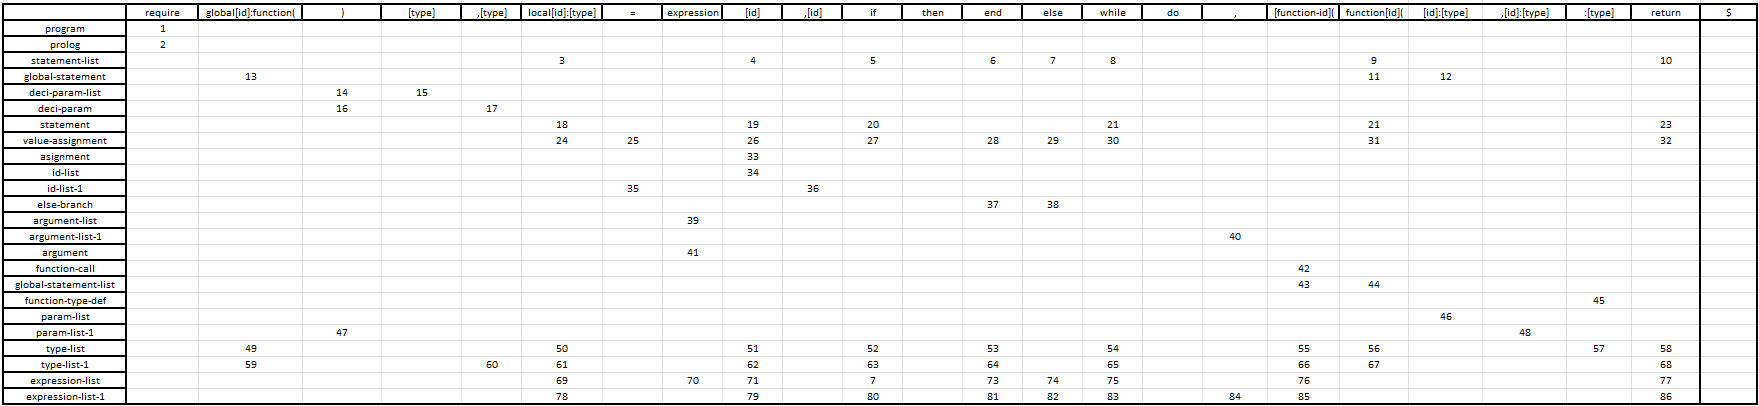 require global[id]:function( ) [type] ,[type] local[id]:[type] = expression [id] ,[id] if then end else while do , [function-id]( function[id]( [id]:[type] ,[id]:[type] :[type] return $
program 1
prolog 2
statement-list 3 4 5 6 7 8 9 10
global-statement 13 11 12
deci-param-list 14 15
deci-param 16 17
statement 18 19 20 21 21 23
value-assignment 24 25 26 27 28 29 30 31 32
asignment 33
id-list 34
id-list-1 35 36
else-branch 37 38
argument-list 39
argument-list-1 40
argument 41
function-call 42
global-statement-list 43 44
function-type-def 45
param-list 46
param-list-1 47 48
type-list 49 50 51 52 53 54 55 56 57 58
type-list-1 59 60 61 62 63 64 65 66 67 68
expression-list 69 70 71 7 73 74 75 76 77
expression-list-1 78 79 80 81 82 83 84 85 86